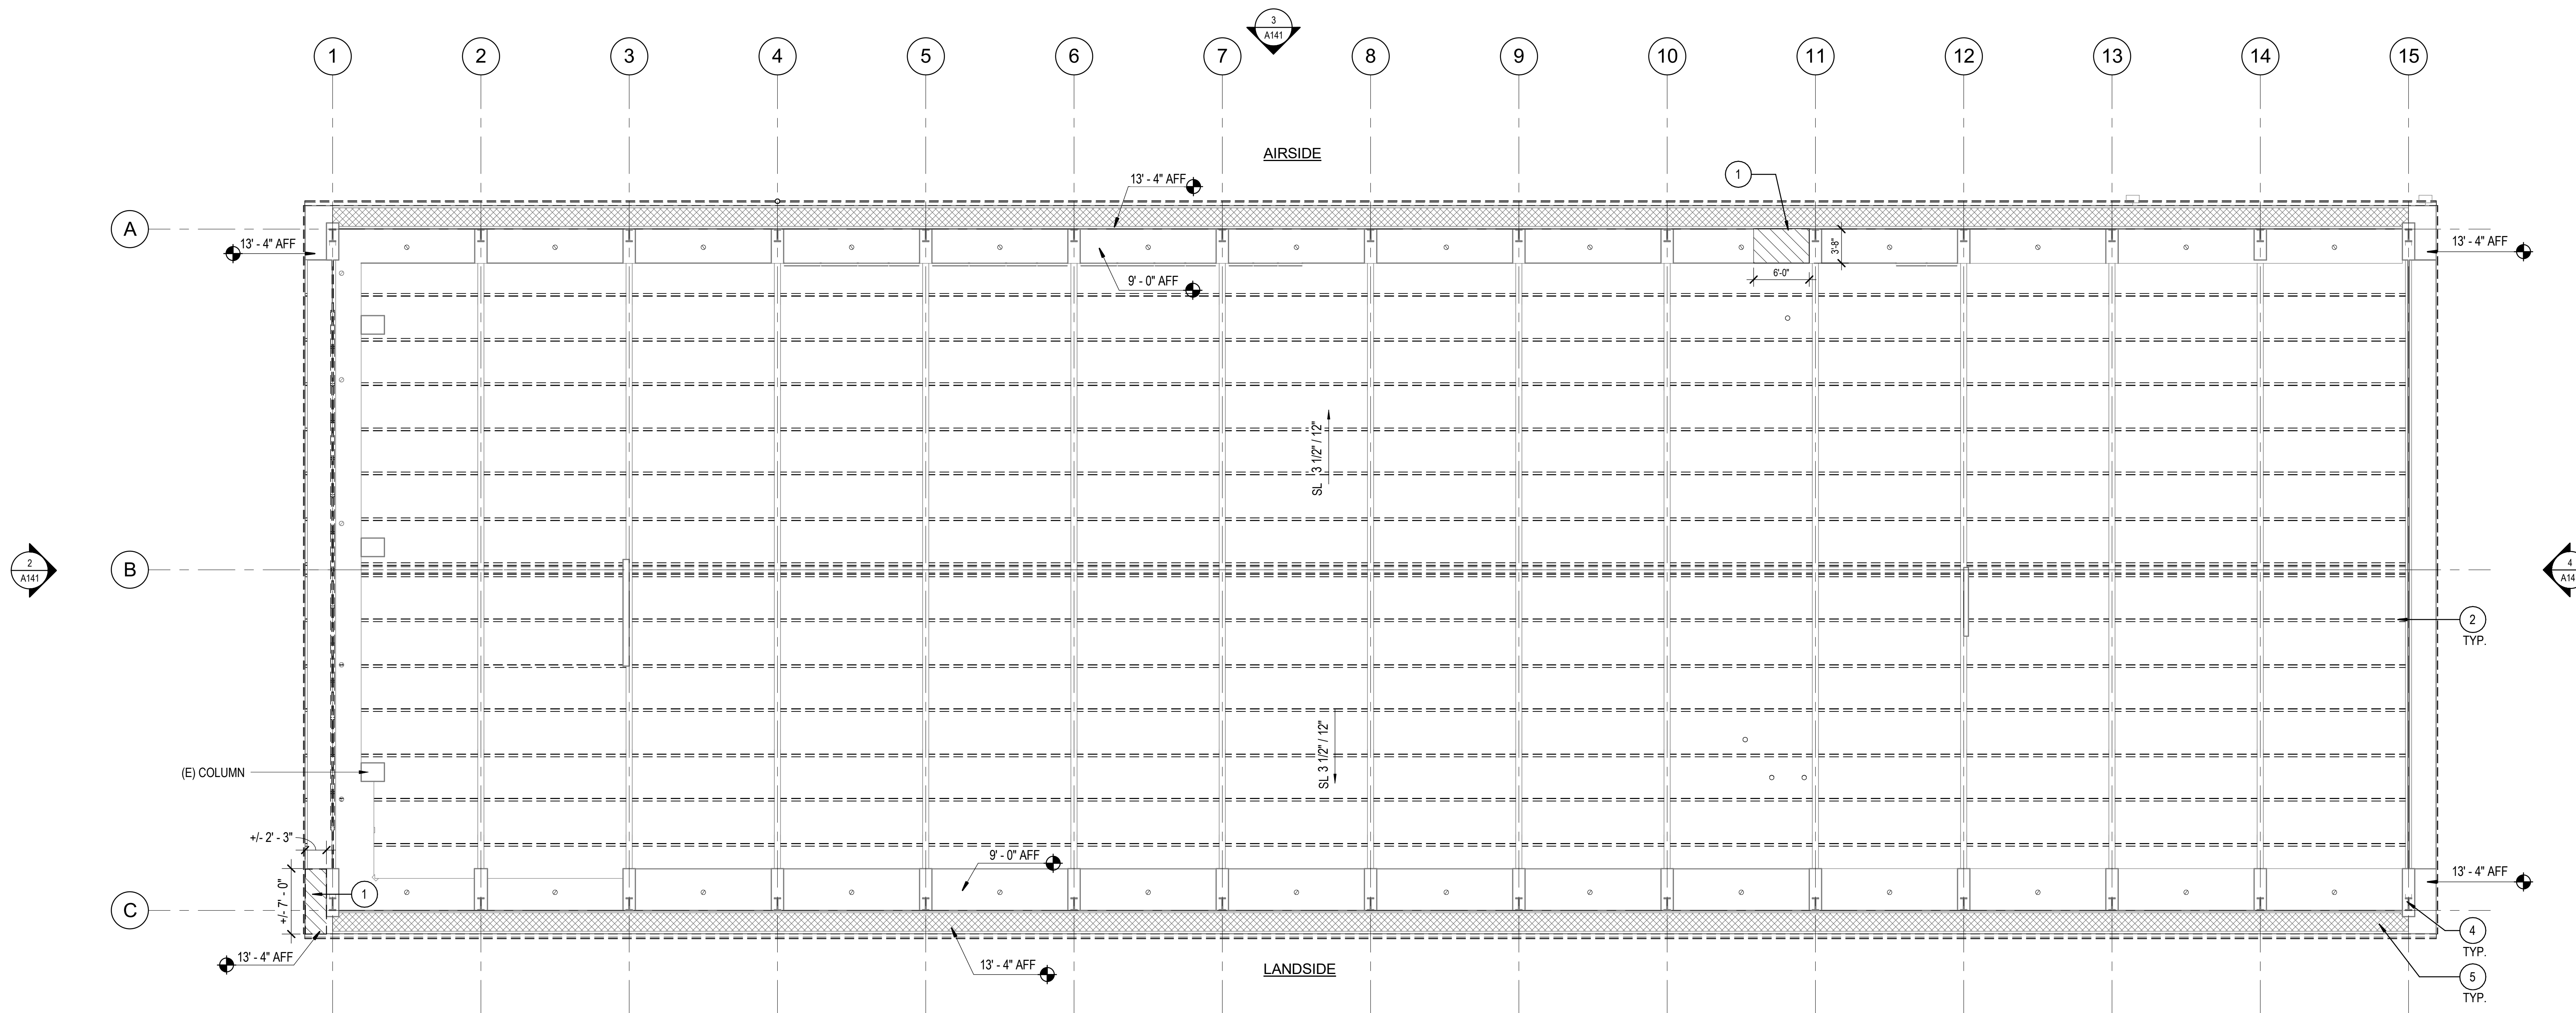 3
A141
1
2
3
4
5
6
7
8
9
10
11
12
13
14
15
AIRSIDE
13' - 4" AFF
1
A
13' - 4" AFF
3'-8"
13' - 4" AFF
6'-0"
9' - 0" AFF
SL 3 1/2" / 12"
2
A141
B
4
A14
2
TYP.
SL 3 1/2" / 12"
(E) COLUMN
+/- 2' - 3"
9' - 0" AFF
13' - 4" AFF
1
+/- 7' - 0"
C
4
TYP.
13' - 4" AFF
13' - 4" AFF
LANDSIDE
5
TYP.